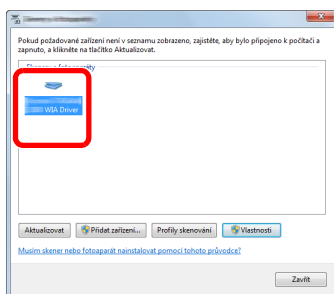 Pokud požadované zařízení není v seznamu zobrazeno, zajistěte, aby bylo připojeno k počítači a
zapnuto, a klikněte na tlačítko Aktualizovat.
WIA Driver
Aktualizovat
Přidat zařízení...
Profily skenování
Vlastnosti
Musím skener nebo fotoaparát nainstalovat pomocí tohoto průvodce?
Zavřít